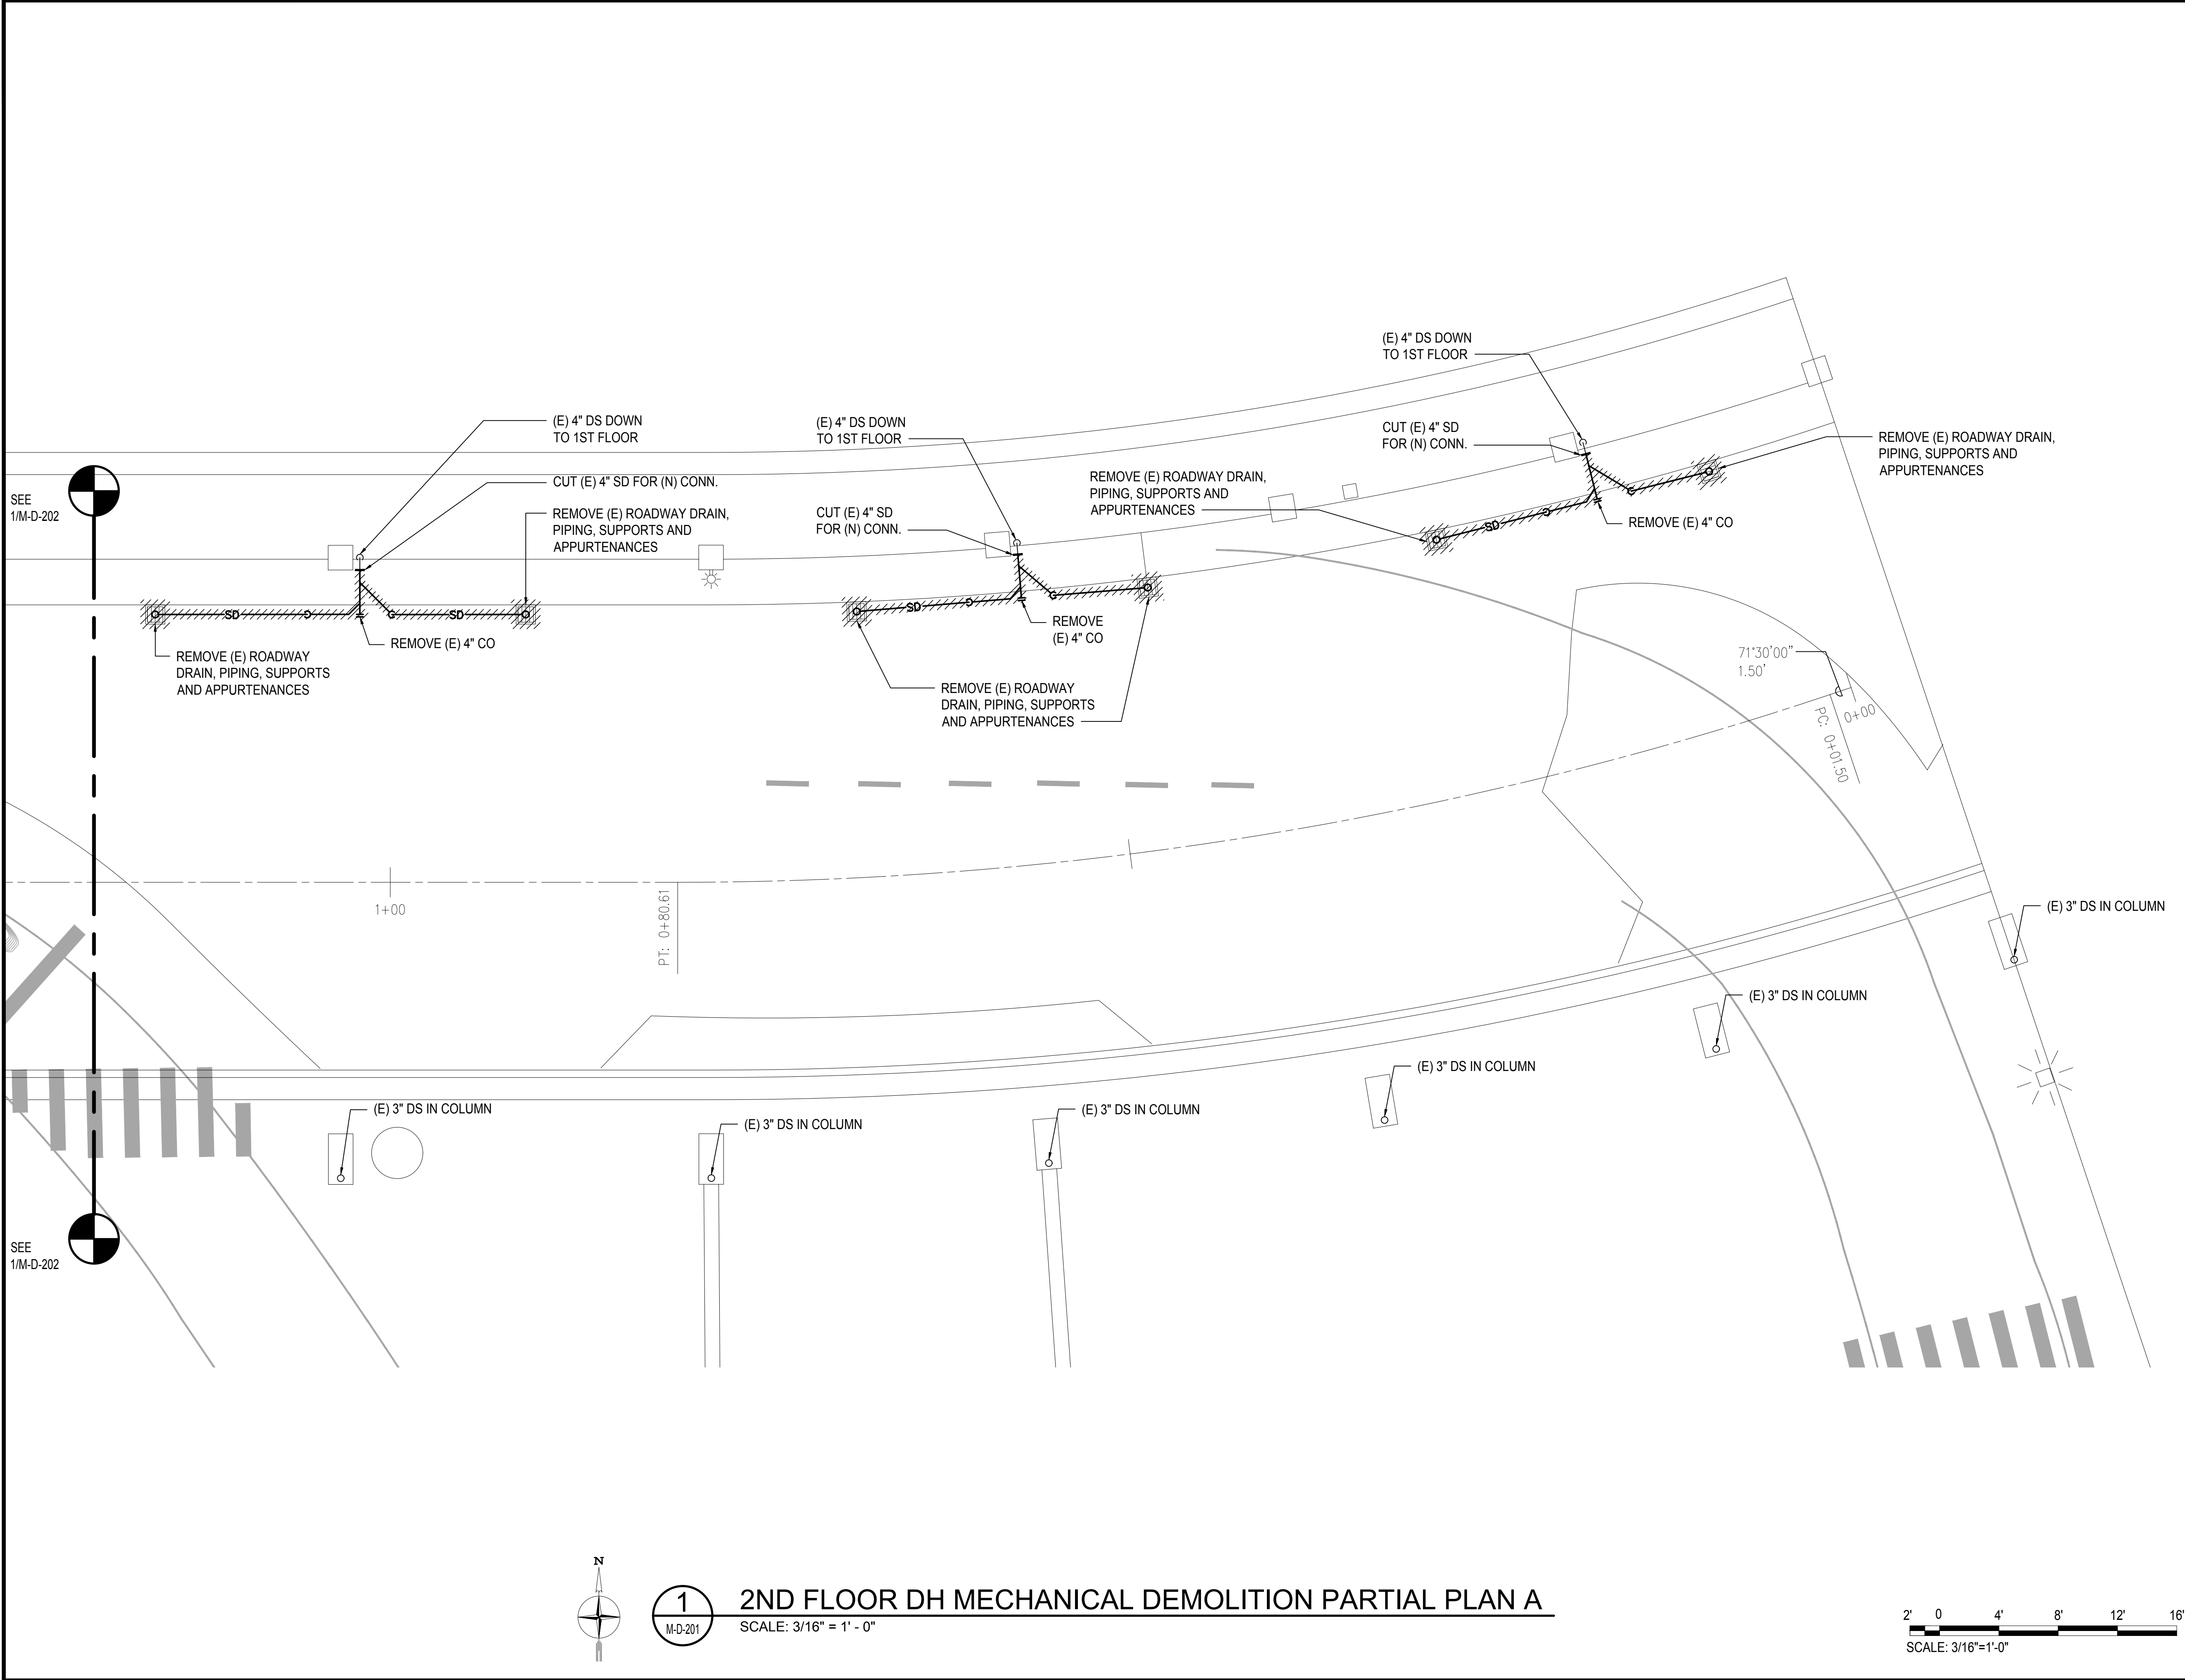 (E) 4" DS DOWN
TO 1ST FLOOR
CUT (E) 4" SD
FOR (N) CONN.
REMOVE (E) ROADWAY DRAIN,
PIPING, SUPPORTS AND
APPURTENANCES
(E) 4" DS DOWN
TO 1ST FLOOR
CUT (E) 4" SD FOR (N) CONN.
REMOVE (E) ROADWAY DRAIN,
PIPING, SUPPORTS AND
APPURTENANCES
(E) 4" DS DOWN
TO 1ST FLOOR
CUT (E) 4" SD
FOR (N) CONN.
REMOVE (E) ROADWAY DRAIN,
PIPING, SUPPORTS AND
APPURTENANCES
SEE
1/M-D-202
SD
REMOVE (E) 4" CO
SD
SD
SD
REMOVE (E) 4" CO
REMOVE (E) ROADWAY
DRAIN, PIPING, SUPPORTS
AND APPURTENANCES
REMOVE
(E) 4" CO
REMOVE (E) ROADWAY
DRAIN, PIPING, SUPPORTS
AND APPURTENANCES
71°30'00"
1.50'
0+00
PC: 0+01.50
1+00
PT: 0+80.61
(E) 3" DS IN COLUMN
(E) 3" DS IN COLUMN
(E) 3" DS IN COLUMN
(E) 3" DS IN COLUMN
(E) 3" DS IN COLUMN
(E) 3" DS IN COLUMN
SEE
1/M-D-202
N
1
M-D-201
2ND FLOOR DH MECHANICAL DEMOLITION PARTIAL PLAN A
SCALE: 3/16" = 1' - 0"
2' 0 4' 8' 12' 16'
SCALE: 3/16"=1'-0"